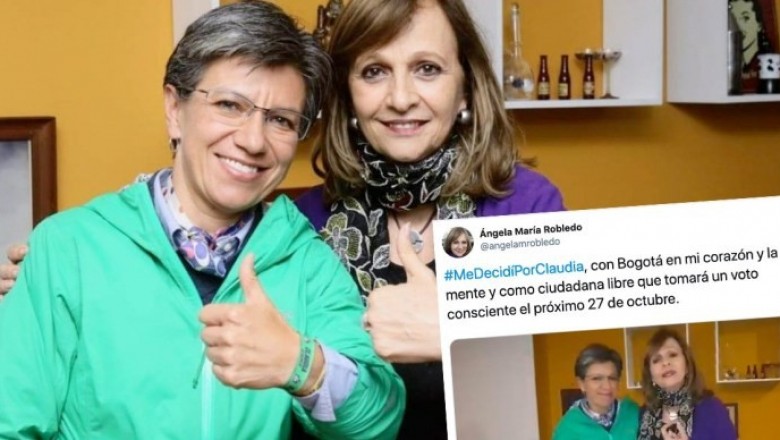 Ángela María Robledo
@angelamrobledo
#MeDecidíPorClaudia, con Bogotá en mi corazón y la
mente y como ciudadana libre que tomará un voto
consciente el próximo 27 de octubre.